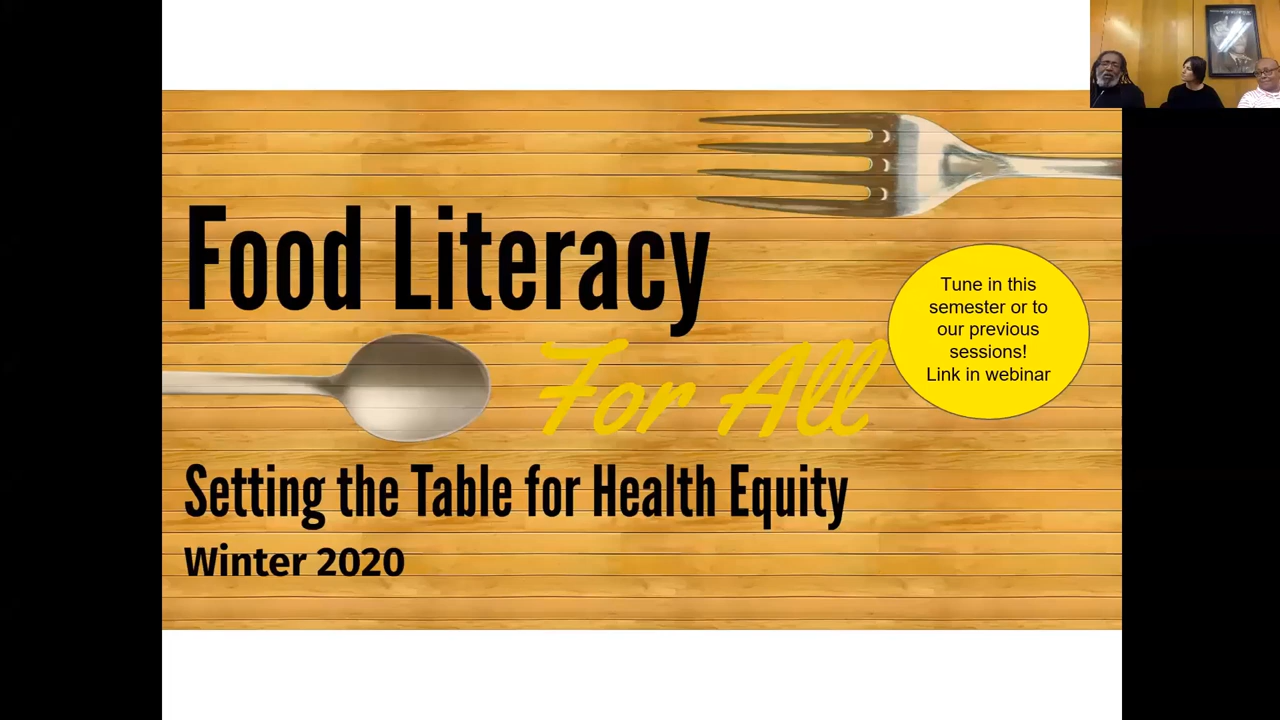 Food Literacy
For All
Setting the Table for Health Equity
Winter 2020
Tune in this
semester or to
our previous
sessions!
Link in webinar